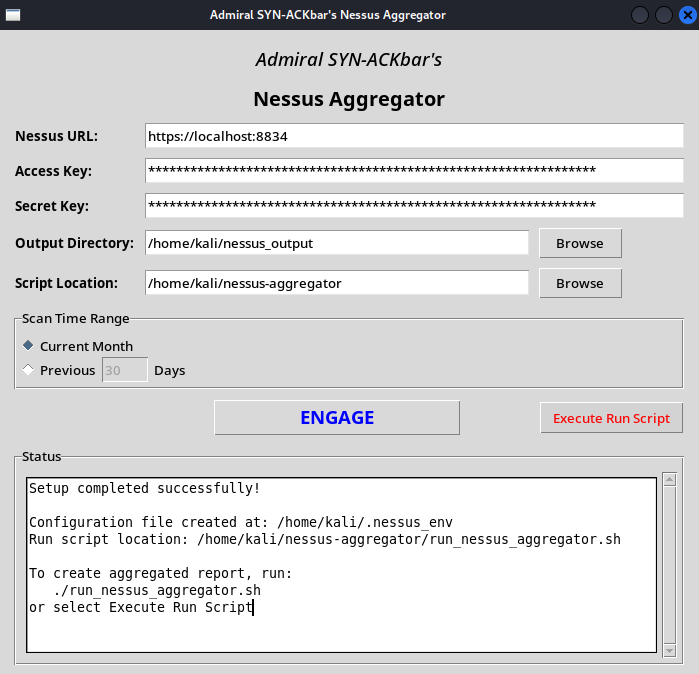 Admiral SYN-ACKbar's Nessus Aggregator
Admiral SYN-ACKbar's
Nessus Aggregator
Nessus URL: https://localhost:8834
Access Key: ****************************************************************
Secret Key: ****************************************************************
Output Directory: /home/kali/nessus_output Browse
Script Location: /home/kali/nessus-aggregator Browse
Scan Time Range
Current Month
Previous 30 Days
ENGAGE Execute Run Script
Status
Setup completed successfully!
Configuration file created at: /home/kali/.nessus_env
Run script location: /home/kali/nessus-aggregator/run_nessus_aggregator.sh
To create aggregated report, run:
./run_nessus_aggregator.sh
or select Execute Run Script